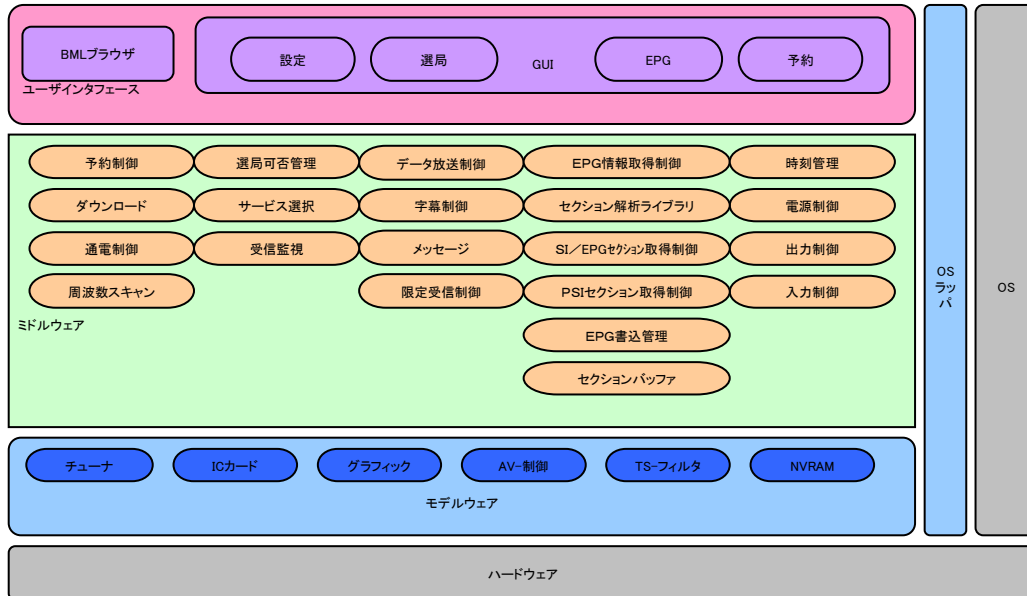 BMLブラウザ
設定
選局
GUI
EPG
予約
ユーザインタフェース
予約制御
選局可否管理
データ放送制御
EPG情報取得制御
時刻管理
ダウンロード
サービス選択
字幕制御
セクション解析ライブラリ
電源制御
通電制御
受信監視
メッセージ
SI/EPGセクション取得制御
出力制御
周波数スキャン
限定受信制御
PSIセクション取得制御
入力制御
ミドルウェア
EPG書込管理
セクションバッファ
チューナ
ICカード
グラフィック
AV-制御
TS-フィルタ
NVRAM
モデルウェア
OS
ラッ
パ
OS
ハードウェア